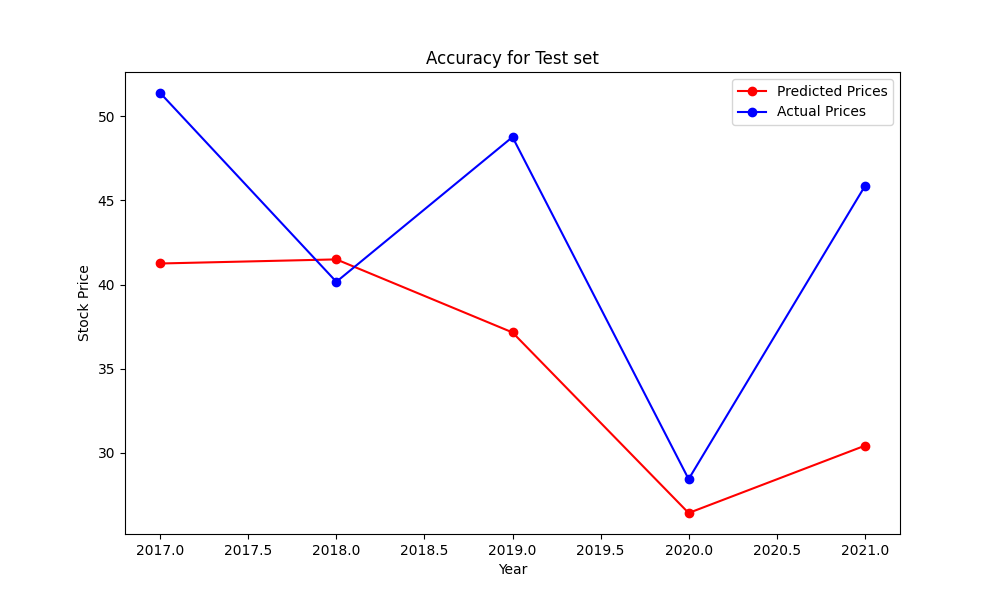 Accuracy for Test set
Predicted Prices
Actual Prices
Stock Price
50
45
40
35
30
2017.0 2017.5 2018.0 2018.5 2019.0 2019.5 2020.0 2020.5 2021.0
Year